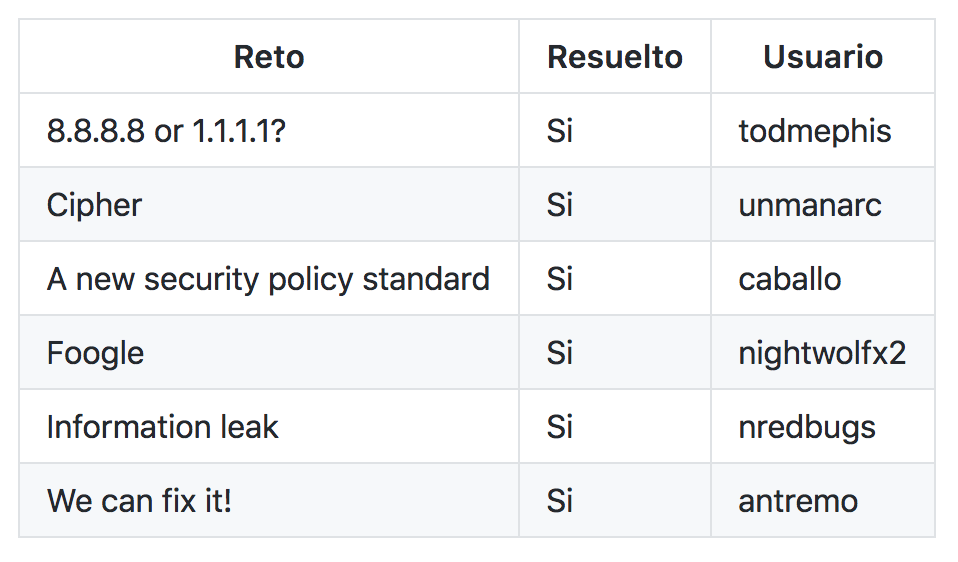 Reto Resuelto Usuario
8.8.8.8 or 1.1.1.1? Si todmephis
Cipher Si unmanarc
A new security policy standard Si caballo
Foogle Si nightwolfx2
Information leak Si nredbugs
We can fix it! Si antremo